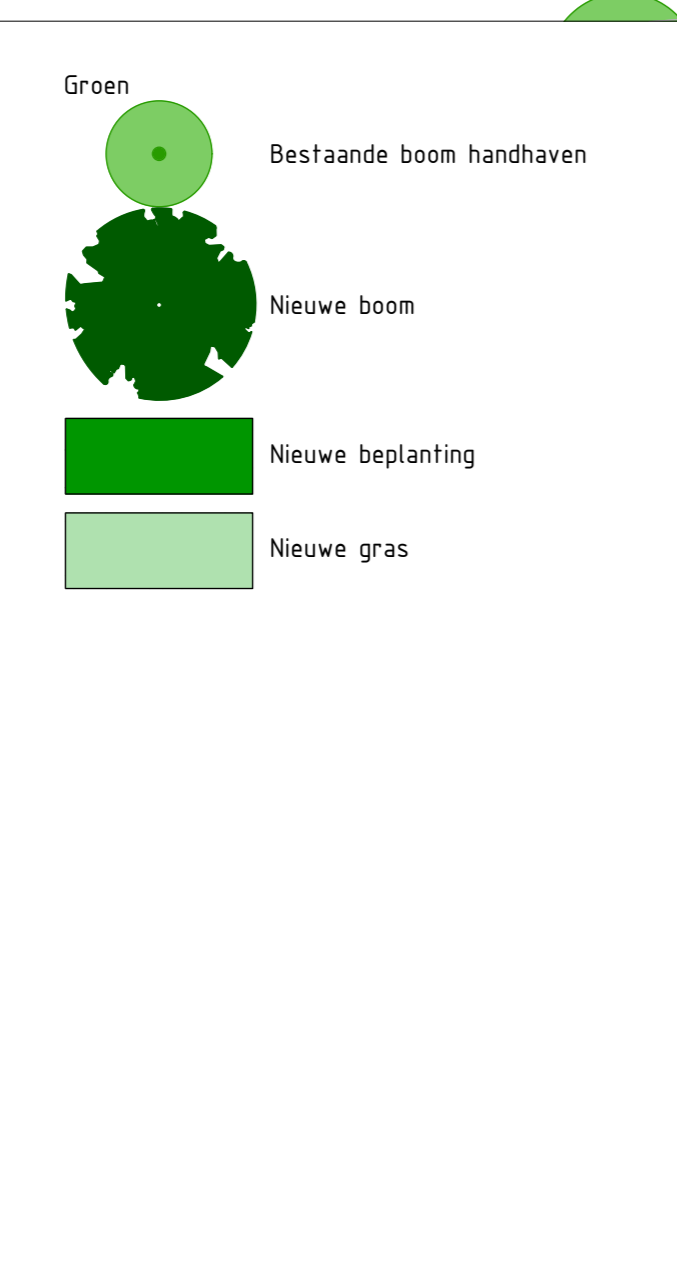 Groen
Bestaande boom handhaven
Nieuwe boom
Nieuwe beplanting
Nieuwe gras